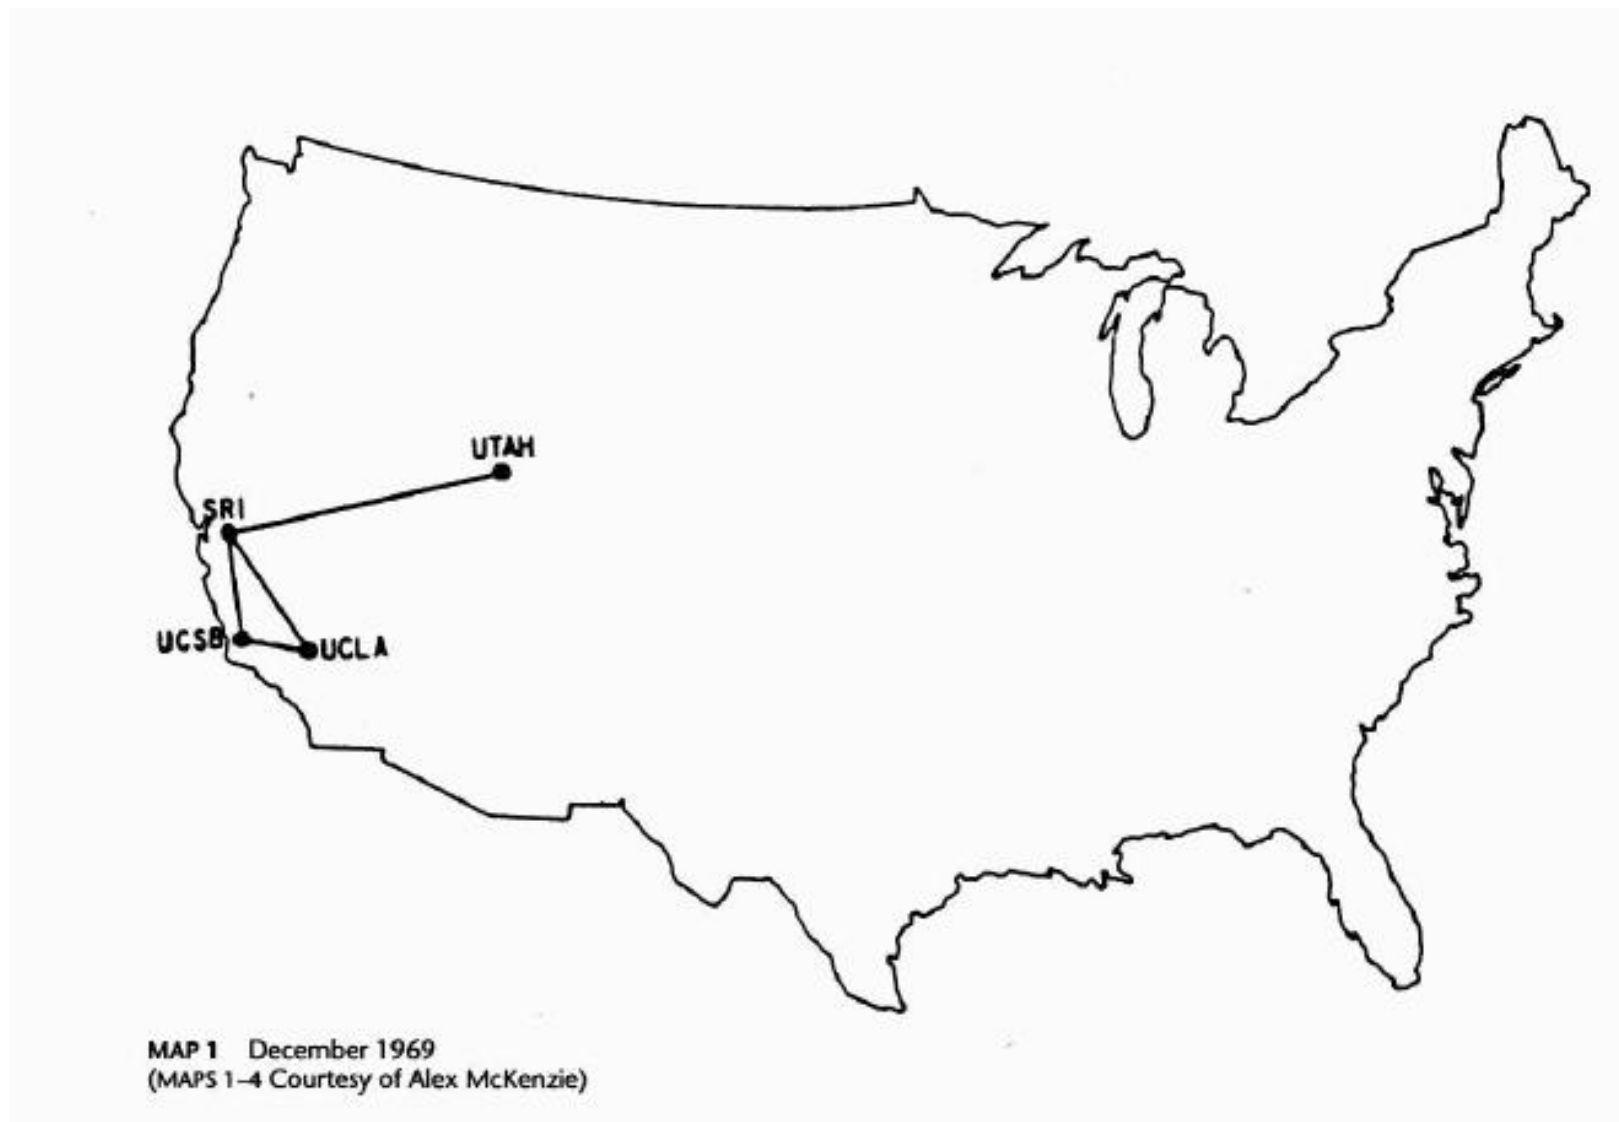 UTAH
SRI
UCSB
UCLA
MAP 1 December 1969
(MAPS 1–4 Courtesy of Alex McKenzie)